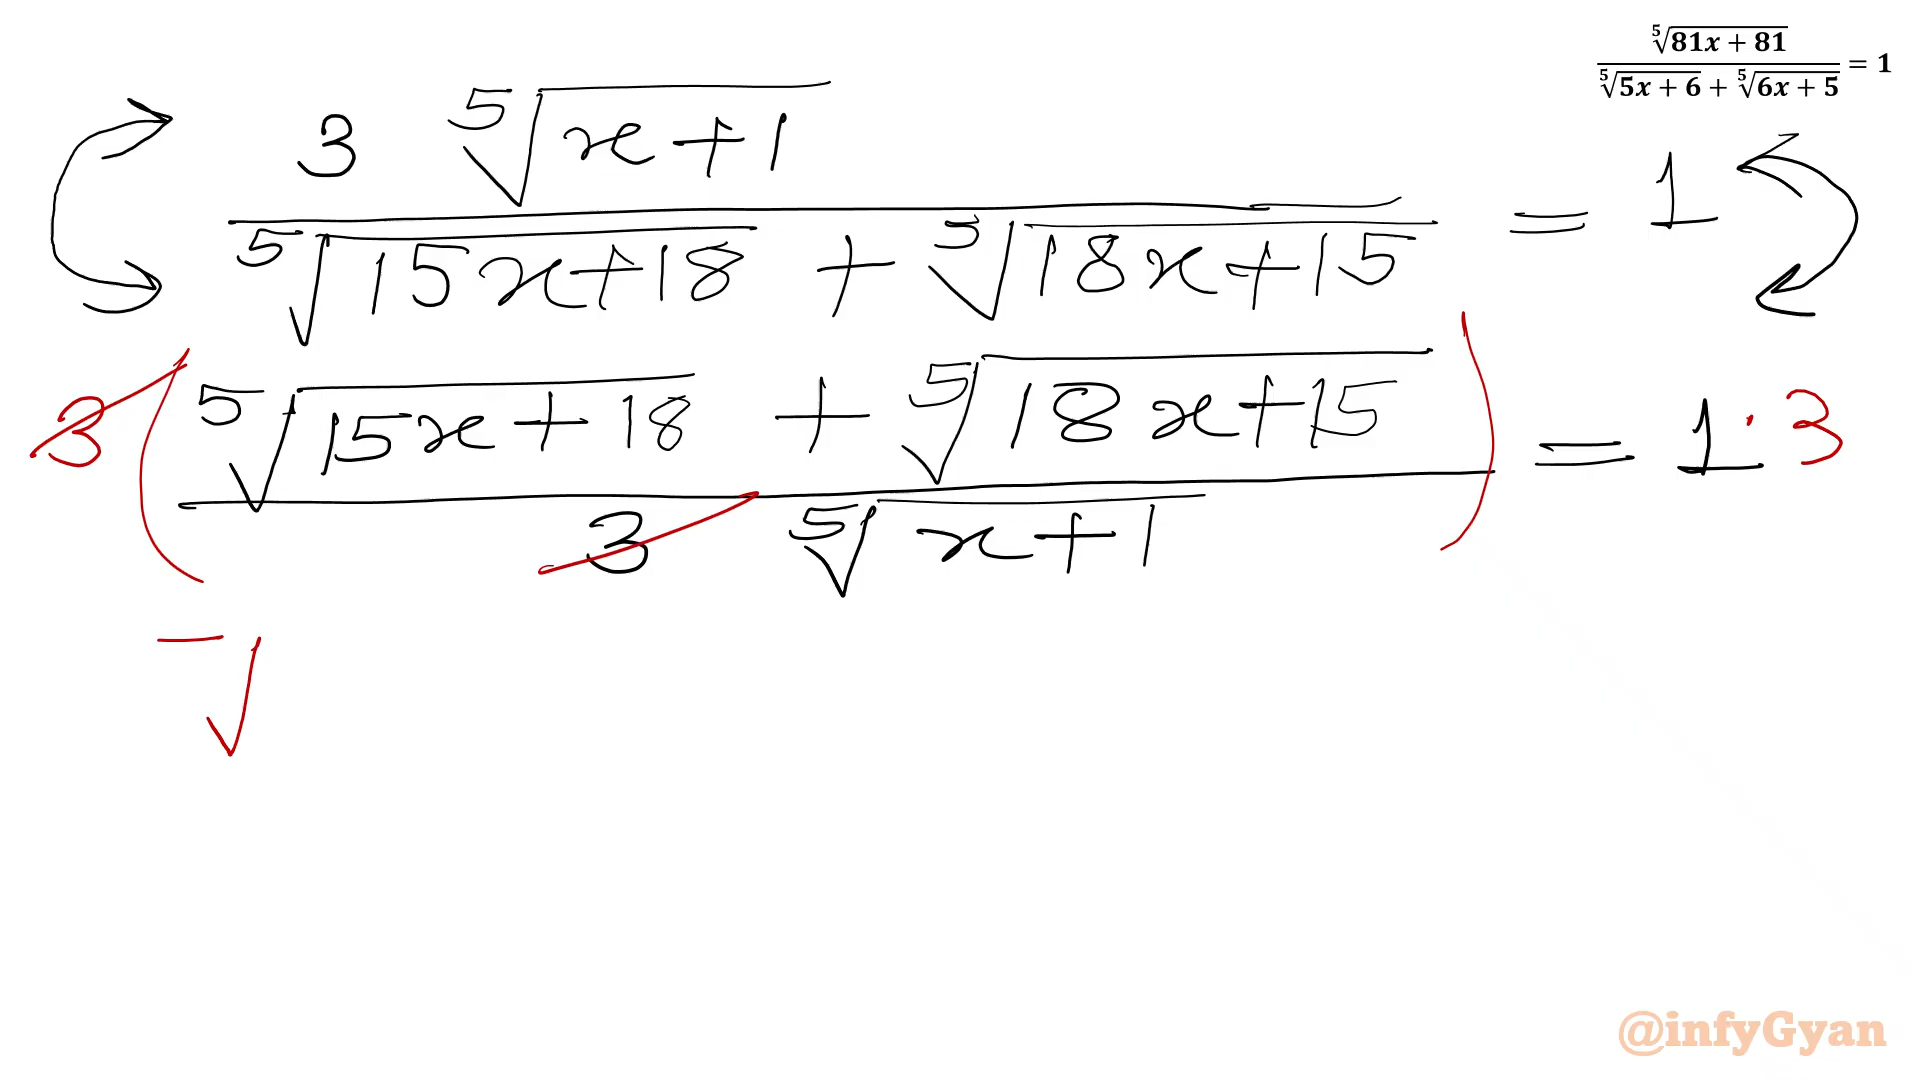 ⁵√(81x + 81) / (⁵√(5x + 6) + ⁵√(6x + 5)) = 1
3 ⁵√(x+1) / (⁵√(15x+18) + ⁵√(18x+15)) = 1
3 ( (⁵√(15x+18) + ⁵√(18x+15)) / (3 ⁵√(x+1)) ) = 1·3
√
@infyGyan